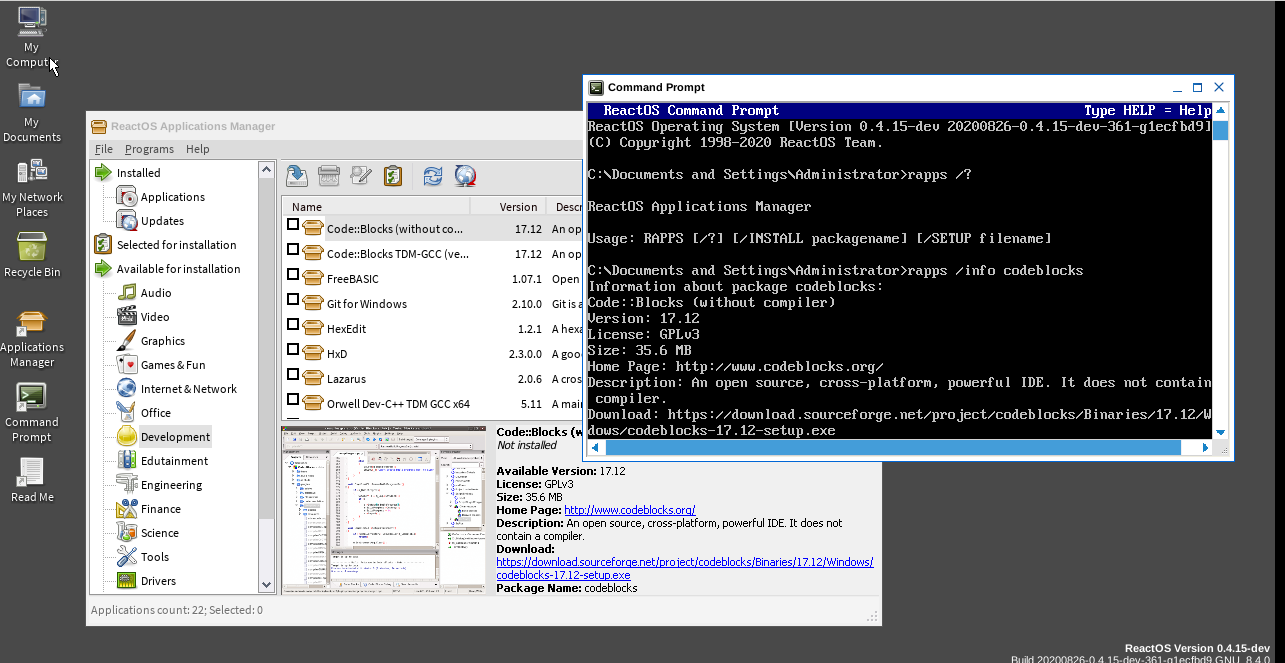 My
Computer
My
Documents
My Network
Places
Recycle Bin
Applications
Manager
Command
Prompt
Read Me
ReactOS Applications Manager
File Programs Help
Installed
Applications
Updates
Selected for installation
Available for installation
Audio
Video
Graphics
Games & Fun
Internet & Network
Office
Development
Edutainment
Engineering
Finance
Science
Tools
Drivers
Name Version Descr
Code::Blocks (without co... 17.12 An op
Code::Blocks TDM-GCC (ve... 17.12 An op
FreeBASIC 1.07.1 Open
Git for Windows 2.10.0 Git is a
HexEdit 1.2.1 A hexa
HxD 2.3.0.0 A goo
Lazarus 2.0.6 A cros
Orwell Dev-C++ TDM GCC x64 5.11 A mai
Code::Blocks (w
Not installed
Available Version: 17.12
License: GPLv3
Size: 35.6 MB
Home Page: http://www.codeblocks.org/
Description: An open source, cross-platform, powerful IDE. It does not
contain a compiler.
Download:
https://download.sourceforge.net/project/codeblocks/Binaries/17.12/Windows/
codeblocks-17.12-setup.exe
Package Name: codeblocks
Applications count: 22; Selected: 0
Command Prompt
ReactOS Command Prompt Type HELP = Help
ReactOS Operating System [Version 0.4.15-dev 20200826-0.4.15-dev-361-g1ecfbd9]
(C) Copyright 1998-2020 ReactOS Team.
C:\Documents and Settings\Administrator>rapps /?
ReactOS Applications Manager
Usage: RAPPS [/?] [/INSTALL packagename] [/SETUP filename]
C:\Documents and Settings\Administrator>rapps /info codeblocks
Information about package codeblocks:
Code::Blocks (without compiler)
Version: 17.12
License: GPLv3
Size: 35.6 MB
Home Page: http://www.codeblocks.org/
Description: An open source, cross-platform, powerful IDE. It does not contain
compiler.
Download: https://download.sourceforge.net/project/codeblocks/Binaries/17.12/W
dows/codeblocks-17.12-setup.exe
ReactOS Version 0.4.15-dev
Build 20200826-0.4.15-dev-361-g1ecfbd9.GNU_8.4.0